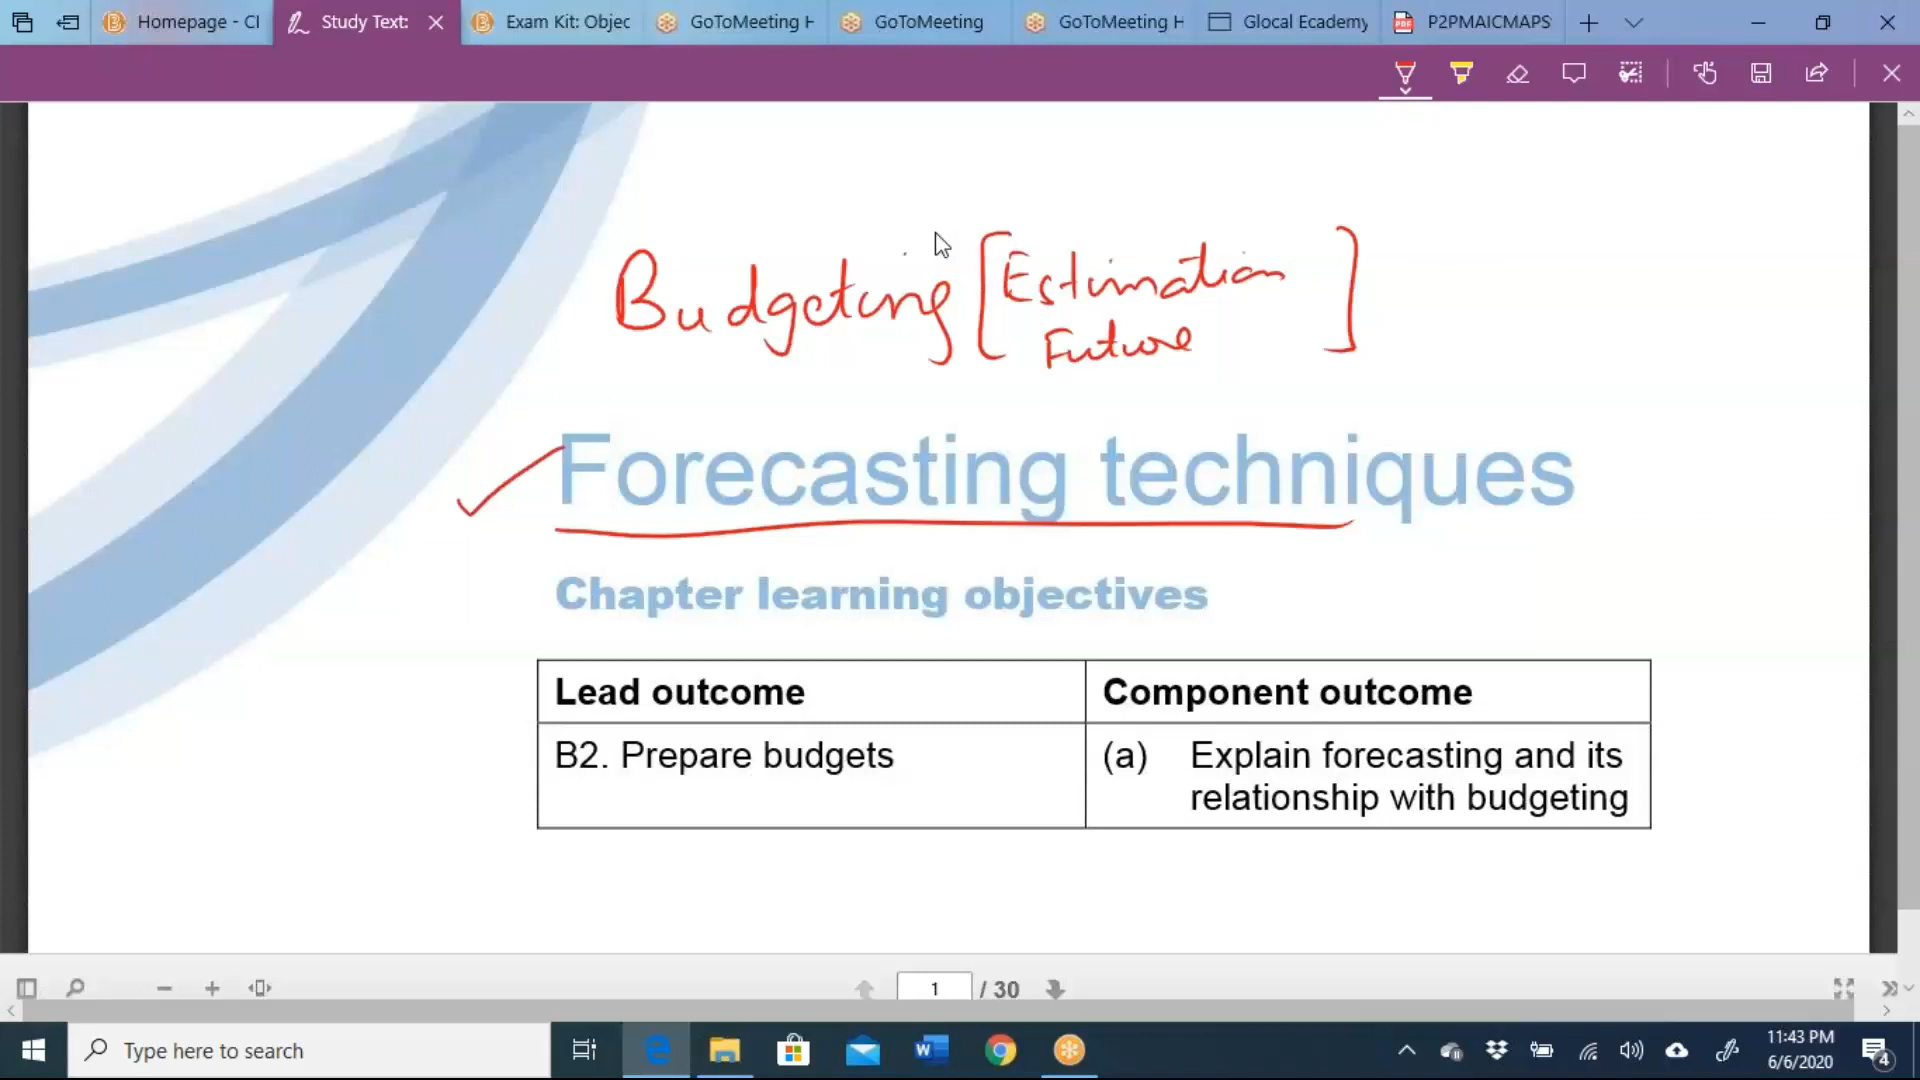 Homepage - CI
Study Text:
Exam Kit: Objec
GoToMeeting H
GoToMeeting
GoToMeeting H
Glocal Ecademy
P2PMAICMAPS
Budgeting [Estimation
Future]
Forecasting techniques
Chapter learning objectives
Lead outcome
Component outcome
B2. Prepare budgets
(a) Explain forecasting and its
relationship with budgeting
1 / 30
Type here to search
11:43 PM
6/6/2020
4